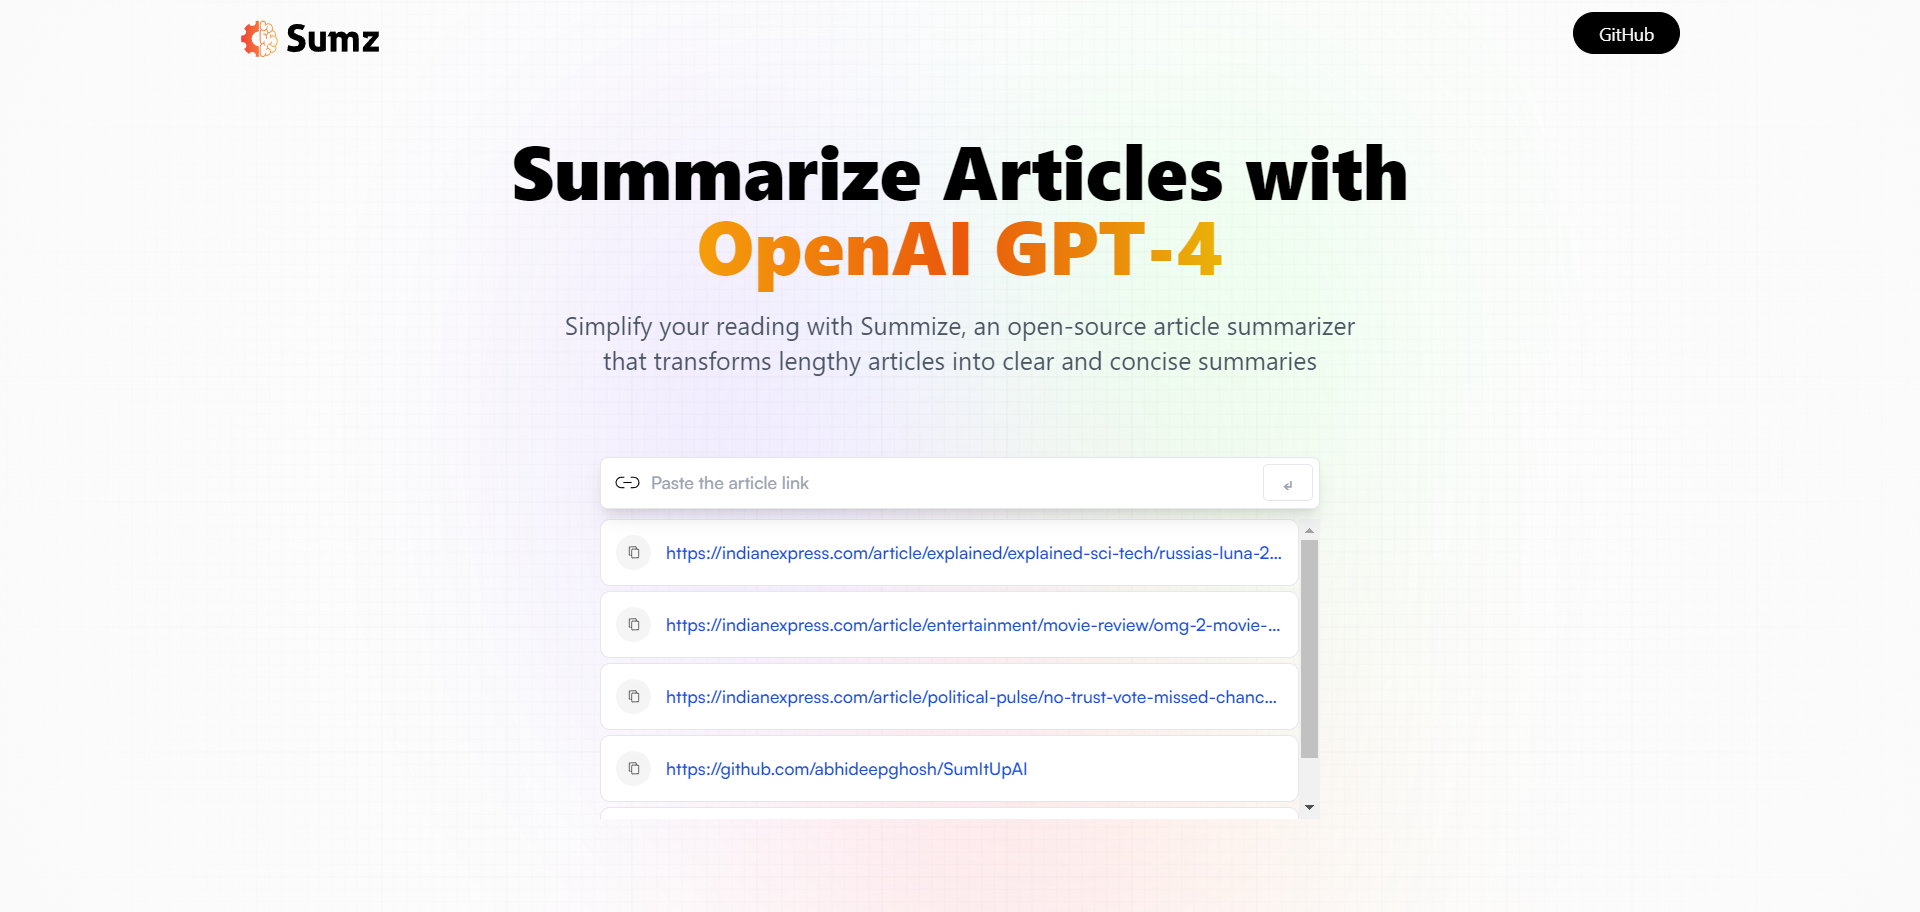 Sumz
GitHub
Summarize Articles with
OpenAI GPT-4
Simplify your reading with Summize, an open-source article summarizer
that transforms lengthy articles into clear and concise summaries
Paste the article link
https://indianexpress.com/article/explained/explained-sci-tech/russias-luna-2...
https://indianexpress.com/article/entertainment/movie-review/omg-2-movie-...
https://indianexpress.com/article/political-pulse/no-trust-vote-missed-chanc...
https://github.com/abhideepghosh/SumItUpAI